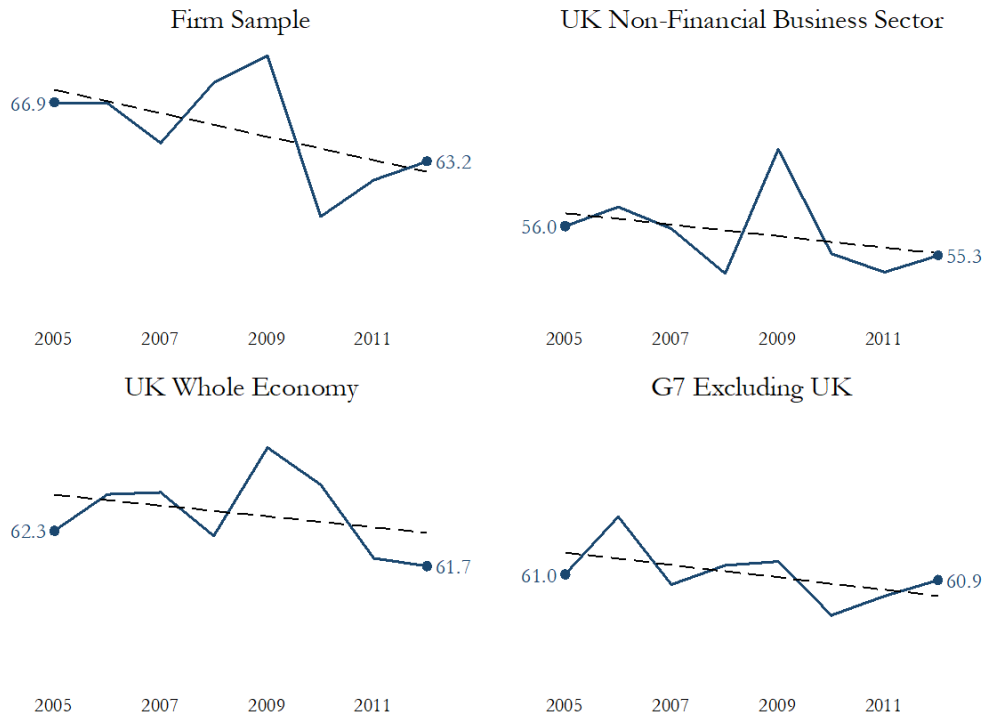 Firm Sample
66.9
63.2
2005 2007 2009 2011
UK Non-Financial Business Sector
56.0
55.3
2005 2007 2009 2011
UK Whole Economy
62.3
61.7
2005 2007 2009 2011
G7 Excluding UK
61.0
60.9
2005 2007 2009 2011